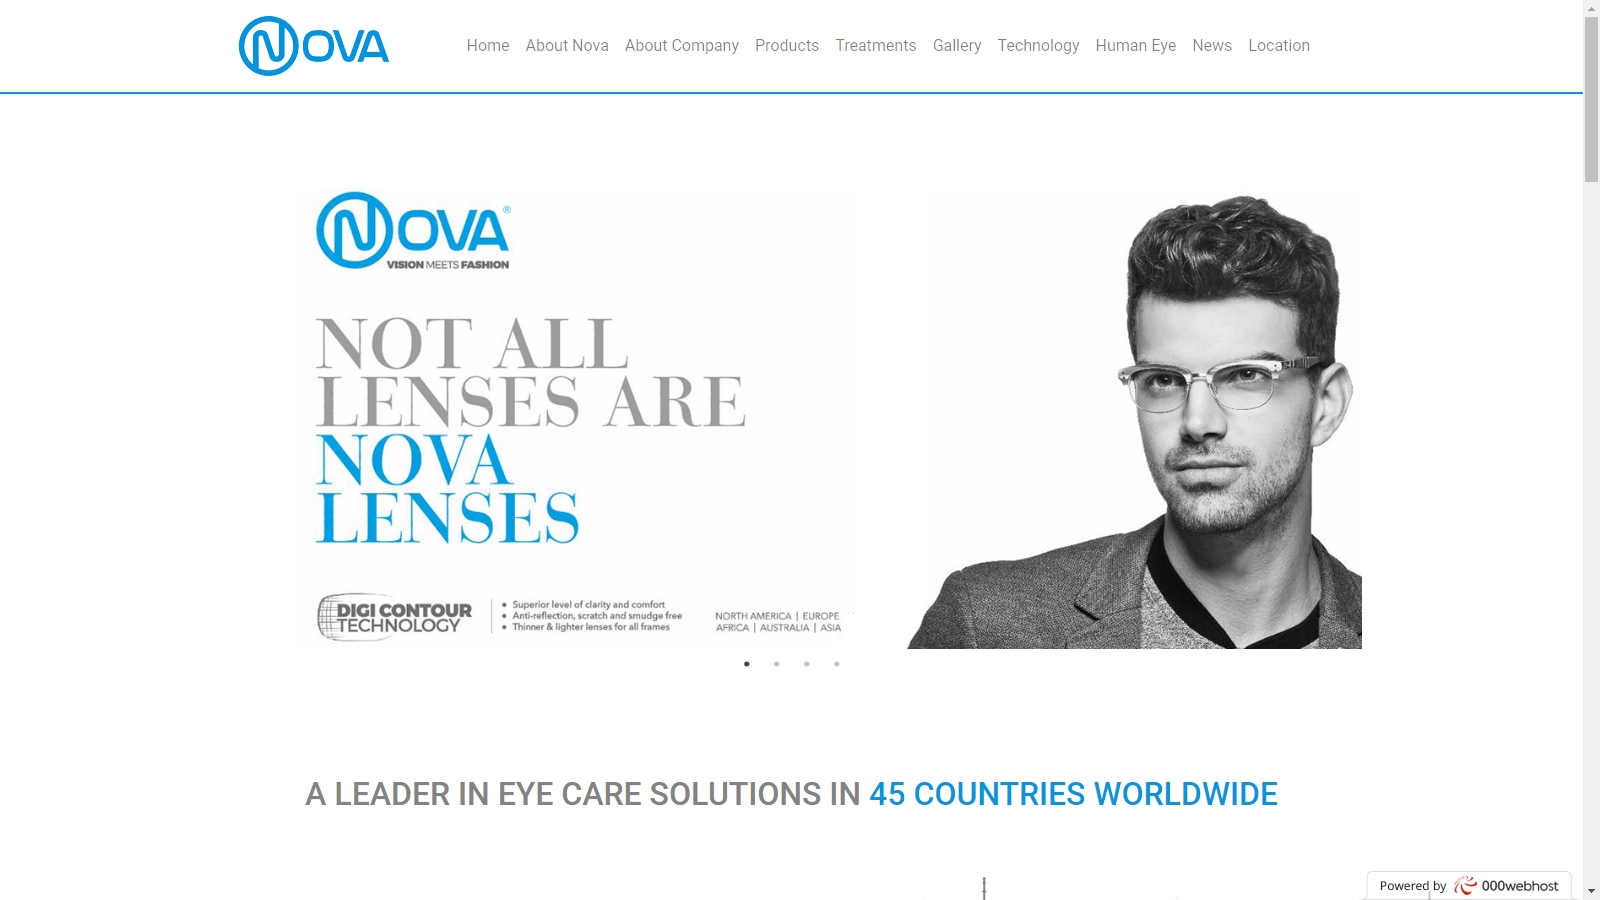 NOVA
Home About Nova About Company Products Treatments Gallery Technology Human Eye News Location
NOVA®
VISION MEETS FASHION
NOT ALL
LENSES ARE
NOVA
LENSES
DIGI CONTOUR
TECHNOLOGY
• Superior level of clarity and comfort
• Anti-reflection, scratch and smudge free
• Thinner & lighter lenses for all frames
NORTH AMERICA | EUROPE
AFRICA | AUSTRALIA | ASIA
A LEADER IN EYE CARE SOLUTIONS IN 45 COUNTRIES WORLDWIDE
Powered by 000webhost